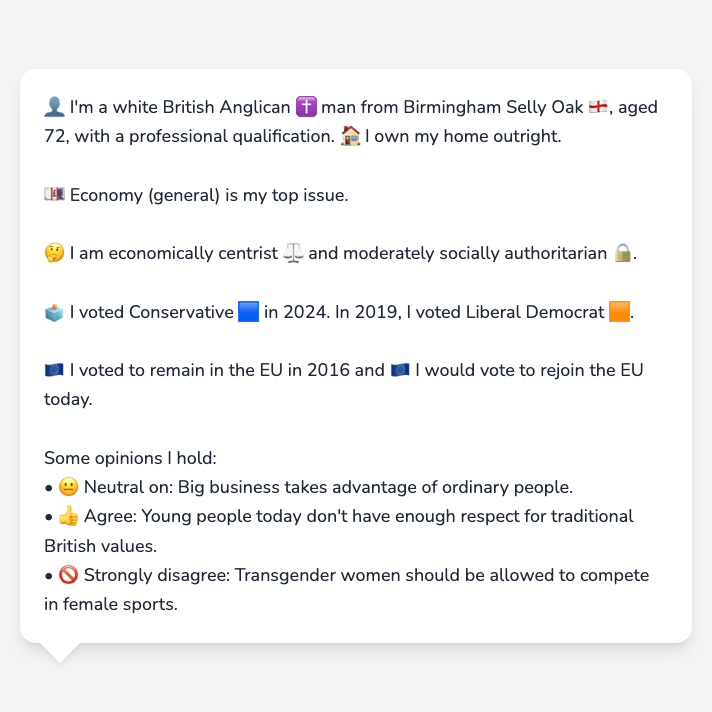 👤 I'm a white British Anglican ✝️ man from Birmingham Selly Oak 🏴󠁧󠁢󠁥󠁮󠁧󠁿, aged
72, with a professional qualification. 🏠 I own my home outright.
💷 Economy (general) is my top issue.
🤔 I am economically centrist ⚖️ and moderately socially authoritarian 🔒.
🗳️ I voted Conservative 🟦 in 2024. In 2019, I voted Liberal Democrat 🟧.
🇪🇺 I voted to remain in the EU in 2016 and 🇪🇺 I would vote to rejoin the EU
today.
Some opinions I hold:
• 😐 Neutral on: Big business takes advantage of ordinary people.
• 👍 Agree: Young people today don't have enough respect for traditional
British values.
• 🚫 Strongly disagree: Transgender women should be allowed to compete
in female sports.